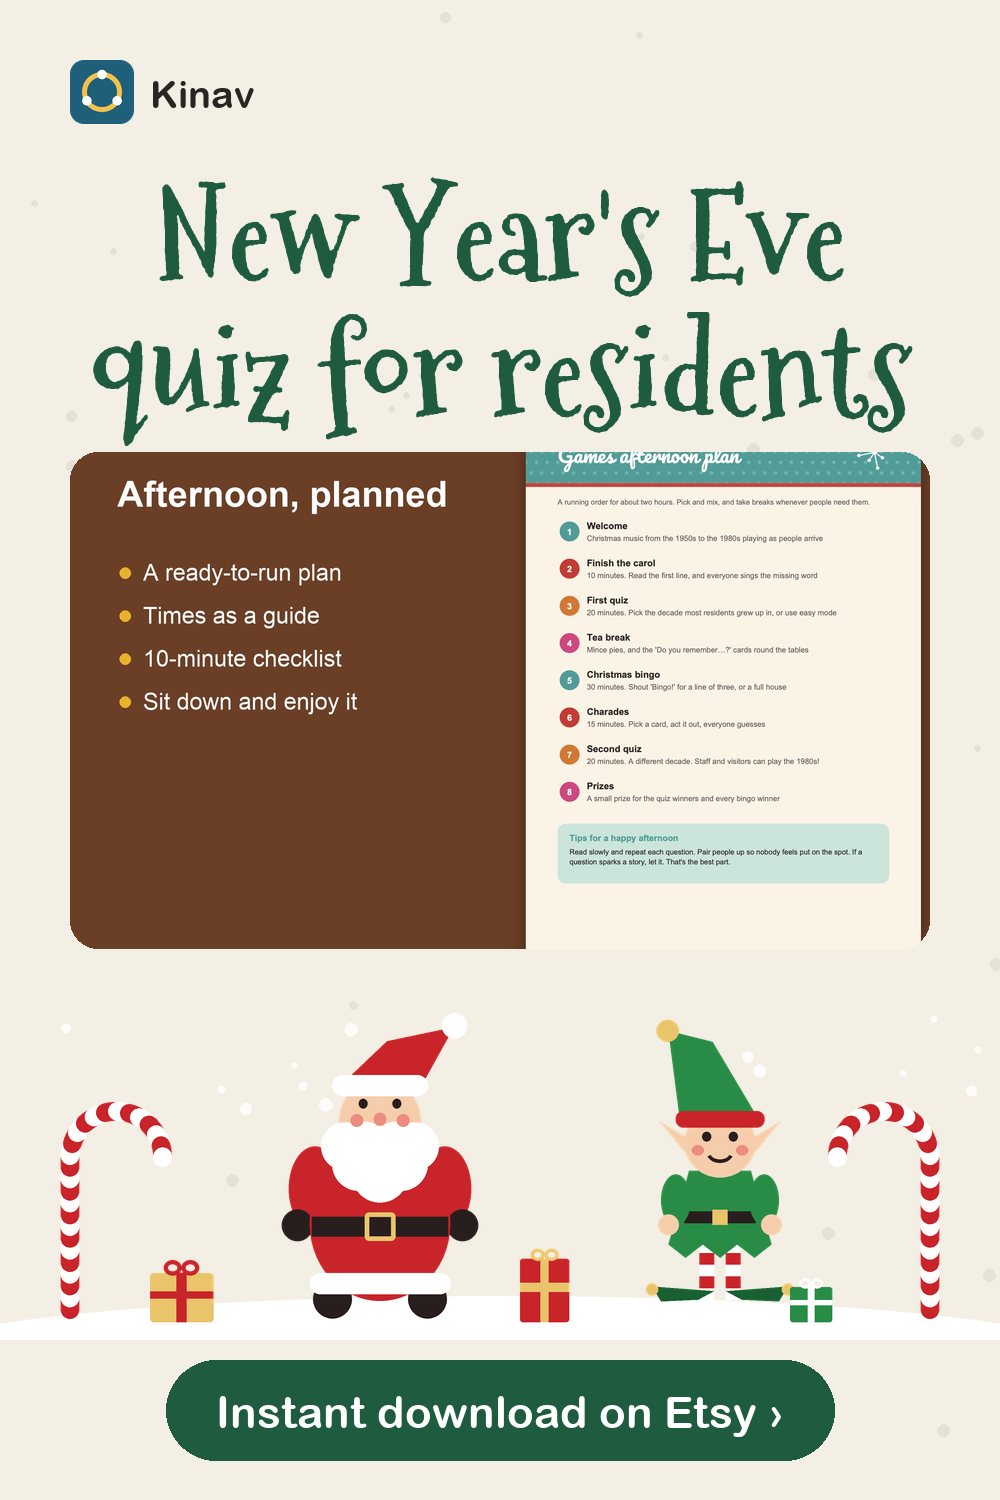 Kinav
New Year's Eve
quiz for residents
Afternoon, planned
A ready-to-run plan
Times as a guide
10-minute checklist
Sit down and enjoy it
Games afternoon plan
A running order for about two hours. Pick and mix, and take breaks whenever people need them.
1
Welcome
Christmas music from the 1950s to the 1980s playing as people arrive
2
Finish the carol
10 minutes. Read the first line, and everyone sings the missing word
3
First quiz
20 minutes. Pick the decade most residents grew up in, or use easy mode
4
Tea break
Mince pies, and the 'Do you remember…?' cards round the tables
5
Christmas bingo
30 minutes. Shout 'Bingo!' for a line of three, or a full house
6
Charades
15 minutes. Pick a card, act it out, everyone guesses
7
Second quiz
20 minutes. A different decade. Staff and visitors can play the 1980s!
8
Prizes
A small prize for the quiz winners and every bingo winner
Tips for a happy afternoon
Read slowly and repeat each question. Pair people up so nobody feels put on the spot. If a
question sparks a story, let it. That's the best part.
Instant download on Etsy ›